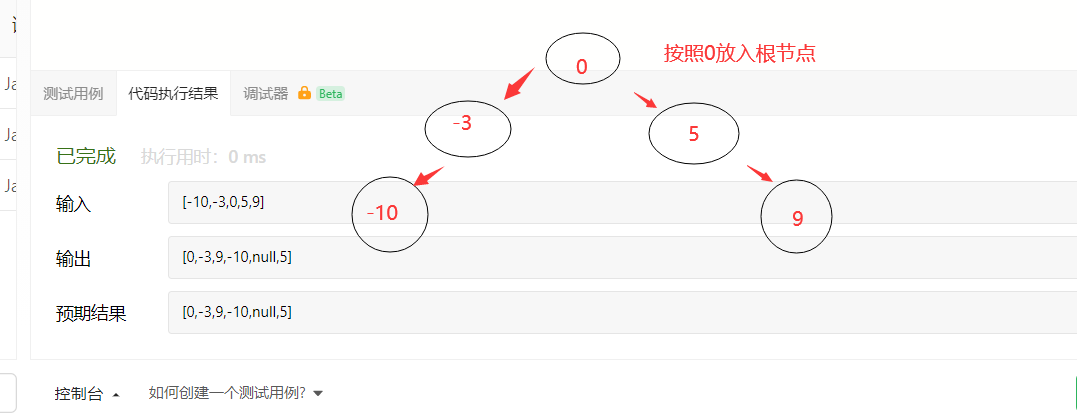 0
按照0放入根节点
Ja
测试用例
代码执行结果
调试器
Beta
-3
5
Ja
已完成
执行用时：0 ms
Ja
输入
[-10,-3,0,5,9]
-10
9
输出
[0,-3,9,-10,null,5]
预期结果
[0,-3,9,-10,null,5]
控制台
如何创建一个测试用例?